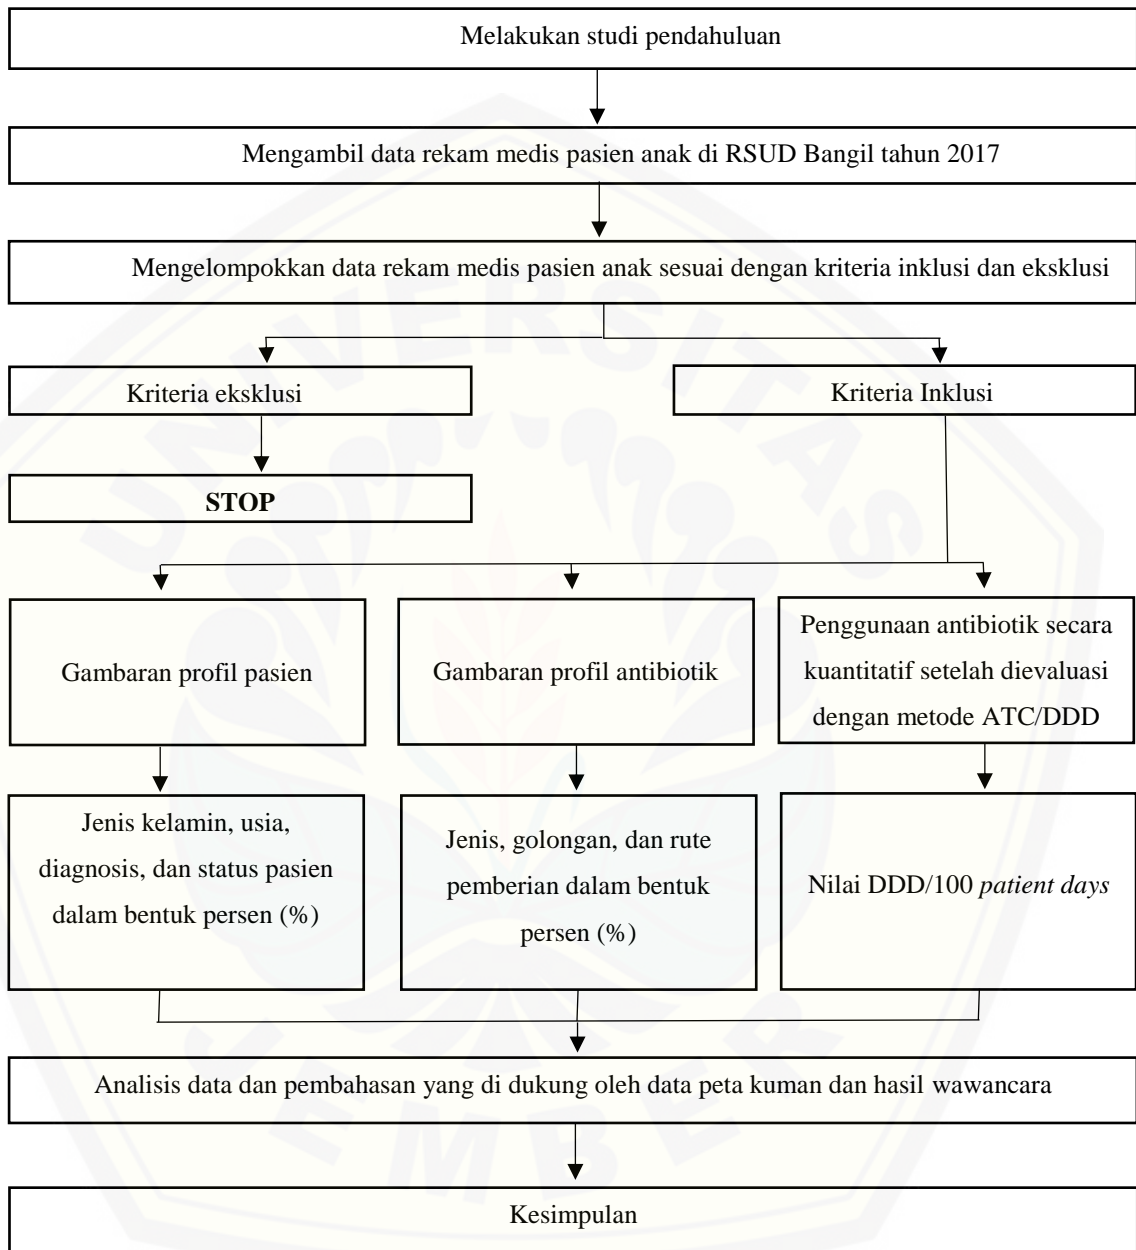 Melakukan studi pendahuluan
Mengambil data rekam medis pasien anak di RSUD Bangil tahun 2017
Mengelompokkan data rekam medis pasien anak sesuai dengan kriteria inklusi dan eksklusi
Kriteria eksklusi
Kriteria Inklusi
STOP
Gambaran profil pasien
Gambaran profil antibiotik
Penggunaan antibiotik secara
kuantitatif setelah dievaluasi
dengan metode ATC/DDD
Jenis kelamin, usia,
diagnosis, dan status pasien
dalam bentuk persen (%)
Jenis, golongan, dan rute
pemberian dalam bentuk
persen (%)
Nilai DDD/100 patient days
Analisis data dan pembahasan yang di dukung oleh data peta kuman dan hasil wawancara
Kesimpulan
UNIVERSITAS
JEMBER